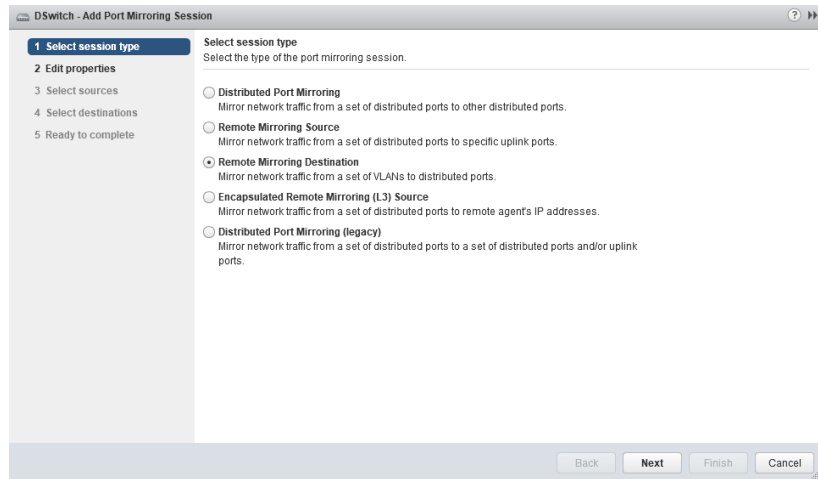 DSwitch - Add Port Mirroring Session
?
1 Select session type
2 Edit properties
3 Select sources
4 Select destinations
5 Ready to complete
Select session type
Select the type of the port mirroring session.
Distributed Port Mirroring
Mirror network traffic from a set of distributed ports to other distributed ports.
Remote Mirroring Source
Mirror network traffic from a set of distributed ports to specific uplink ports.
Remote Mirroring Destination
Mirror network traffic from a set of VLANs to distributed ports.
Encapsulated Remote Mirroring (L3) Source
Mirror network traffic from a set of distributed ports to remote agent's IP addresses.
Distributed Port Mirroring (legacy)
Mirror network traffic from a set of distributed ports to a set of distributed ports and/or uplink
ports.
Back Next Finish Cancel